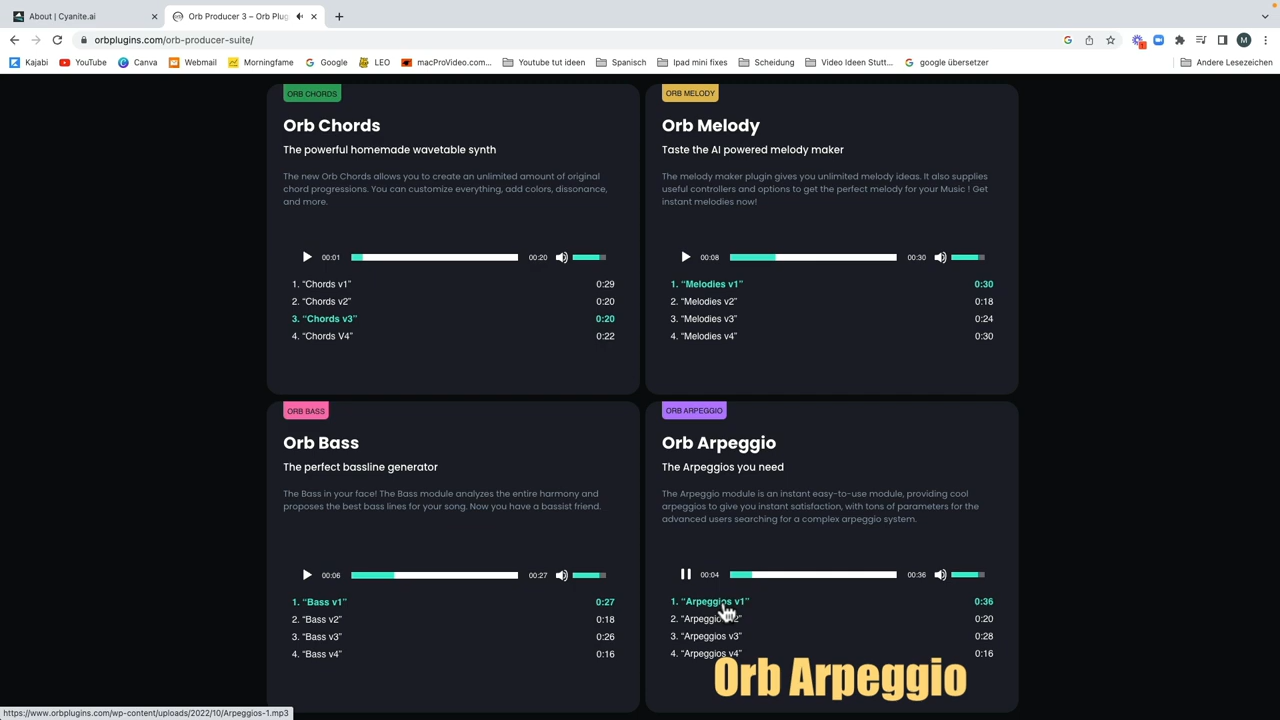 About | Cyanite.ai
Orb Producer 3 – Orb Plug
orbplugins.com/orb-producer-suite/
M
Kajabi
YouTube
Canva
Webmail
Morningfame
Google
LEO
macProVideo.com...
Youtube tut ideen
Spanisch
Ipad mini fixes
Scheidung
Video Ideen Stutt...
google übersetzer
Andere Lesezeichen
ORB CHORDS
Orb Chords
The powerful homemade wavetable synth
The new Orb Chords allows you to create an unlimited amount of original
chord progressions. You can customize everything, add colors, dissonance,
and more.
00:01 00:20
1. “Chords v1” 0:29
2. “Chords v2” 0:20
3. “Chords v3” 0:20
4. “Chords V4” 0:22
ORB MELODY
Orb Melody
Taste the AI powered melody maker
The melody maker plugin gives you unlimited melody ideas. It also supplies
useful controllers and options to get the perfect melody for your Music ! Get
instant melodies now!
00:08 00:30
1. “Melodies v1” 0:30
2. “Melodies v2” 0:18
3. “Melodies v3” 0:24
4. “Melodies v4” 0:30
ORB BASS
Orb Bass
The perfect bassline generator
The Bass in your face! The Bass module analyzes the entire harmony and
proposes the best bass lines for your song. Now you have a bassist friend.
00:06 00:27
1. “Bass v1” 0:27
2. “Bass v2” 0:18
3. “Bass v3” 0:26
4. “Bass v4” 0:16
ORB ARPEGGIO
Orb Arpeggio
The Arpeggios you need
The Arpeggio module is an instant easy-to-use module, providing cool
arpeggios to give you instant satisfaction, with tons of parameters for the
advanced users searching for a complex arpeggio system.
00:04 00:36
1. “Arpeggios v1” 0:36
2. 0:20
3. “Arpeggios v3” 0:28
4. “Arpeggios v4” 0:16
Orb Arpeggio
https://www.orbplugins.com/wp-content/uploads/2022/10/Arpeggios-1.mp3